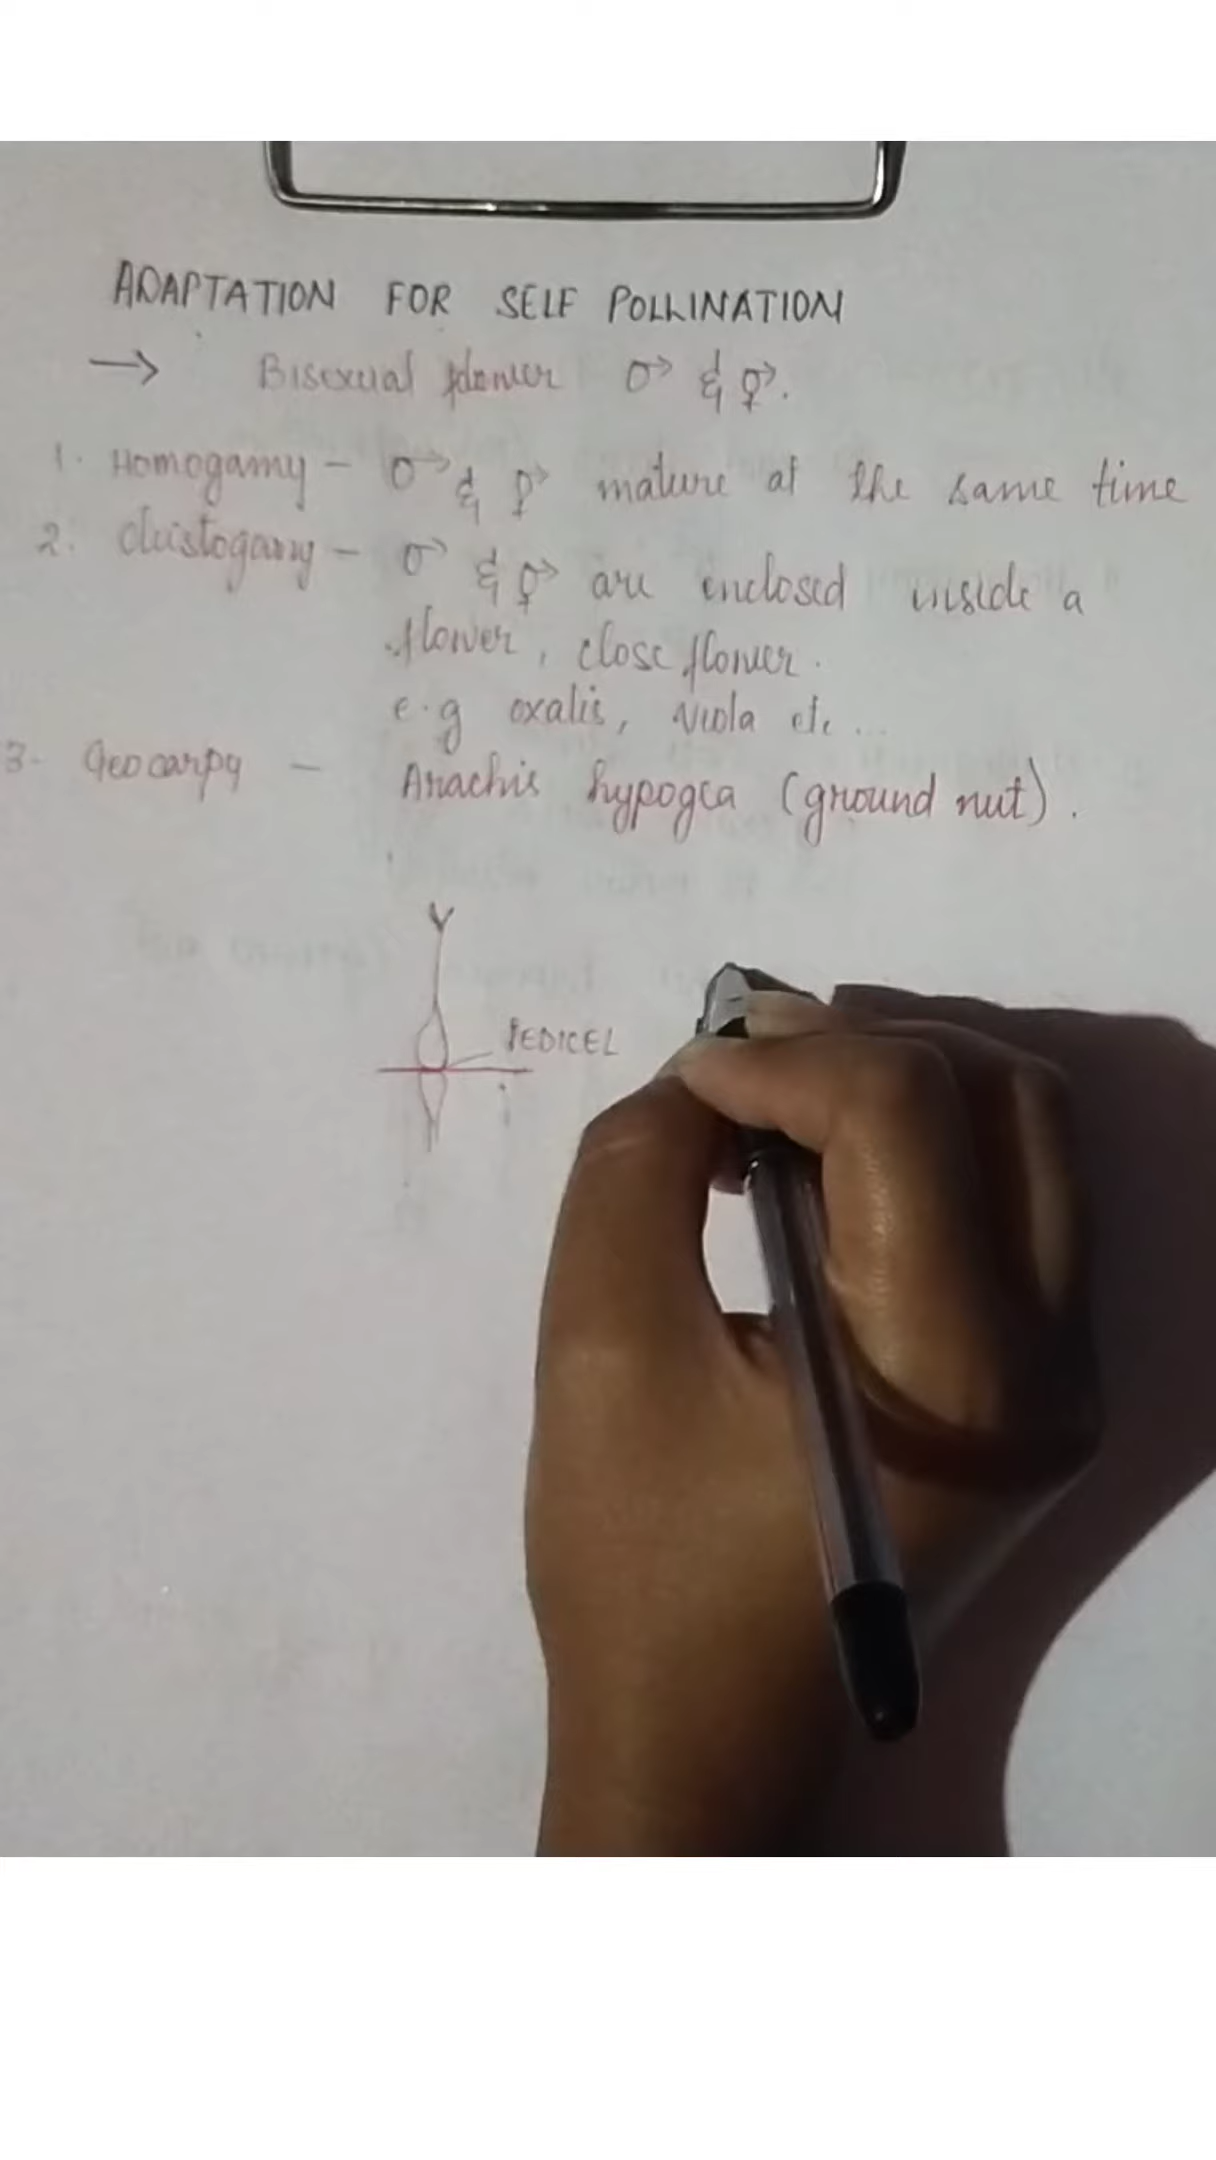 ADAPTATION FOR SELF POLLINATION
→ Bisexual flower ♂ & ⚥.
1. Homogamy - ♂ & ⚥ mature at the same time
2. Cleistogamy - ♂ & ⚥ are enclosed inside a
flower, close flower.
e.g oxalis, viola etc ...
3. Geocarpy - Arachis hypogea (ground nut).
PEDICEL